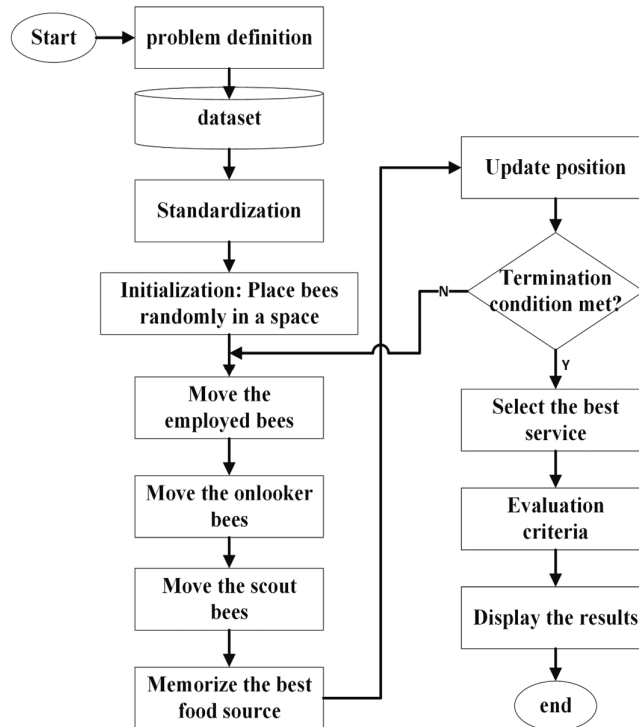 Start
problem definition
dataset
Standardization
Initialization: Place bees
randomly in a space
Move the
employed bees
Move the onlooker
bees
Move the scout
bees
Memorize the best
food source
Update position
Termination
condition met?
N
Y
Select the best
service
Evaluation
criteria
Display the results
end